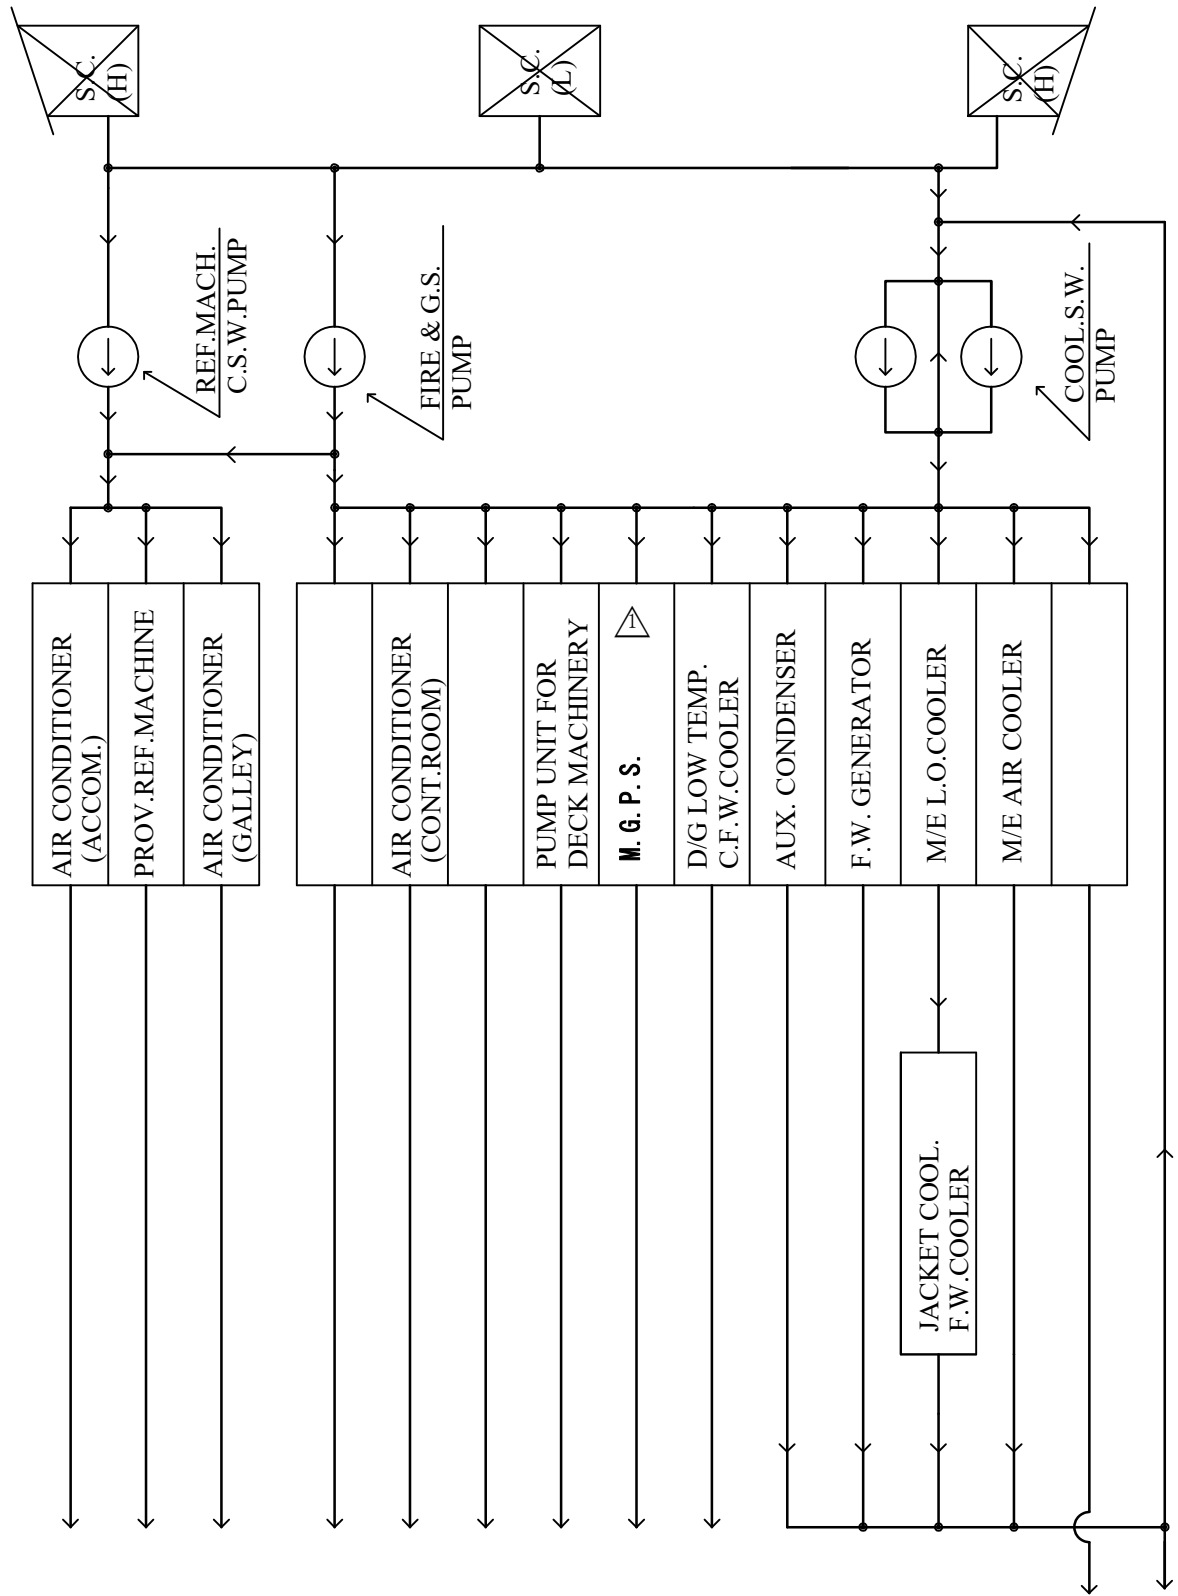 S.C.
(H)
S.C.
(L)
S.C.
(H)
REF.MACH.
C.S.W.PUMP
FIRE & G.S.
PUMP
COOL.S.W.
PUMP
AIR CONDITIONER
(ACCOM.)
PROV.REF.MACHINE
AIR CONDITIONER
(GALLEY)
AIR CONDITIONER
(CONT.ROOM)
PUMP UNIT FOR
DECK MACHINERY
M.G.P.S.
1
D/G LOW TEMP.
C.F.W.COOLER
AUX. CONDENSER
F.W. GENERATOR
M/E L.O.COOLER
M/E AIR COOLER
JACKET COOL.
F.W.COOLER